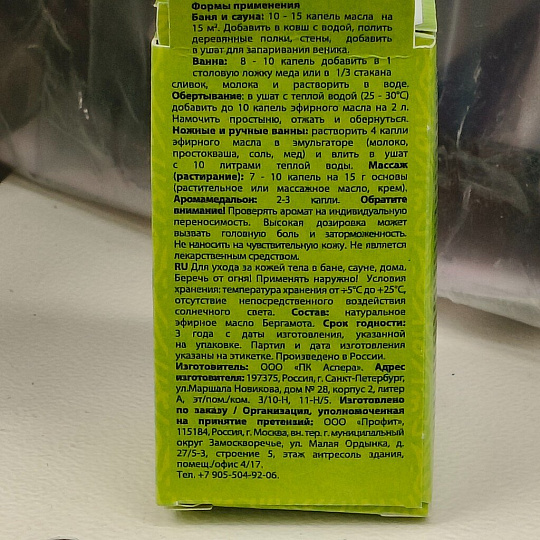 Формы применения
Баня и сауна: 10 - 15 капель масла на
15 м². Добавить в ковш с водой, полить
деревянные полки, стены, добавить
в ушат для запаривания веника.
Ванна: 8 - 10 капель добавить в 1
столовую ложку меда или в 1/3 стакана
сливок, молока и растворить в воде.
Обертывание: в ушат с теплой водой (25 - 30°С)
добавить до 10 капель эфирного масла на 2 л.
Намочить простыню, отжать и обернуться.
Ножные и ручные ванны: растворить 4 капли
эфирного масла в эмульгаторе (молоко,
простокваша, соль, мед) и влить в ушат
с 10 литрами теплой воды. Массаж
(растирание): 7 - 10 капель на 15 г основы
(растительное или массажное масло, крем).
Аромамедальон: 2-3 капли. Обратите
внимание! Проверять аромат на индивидуальную
переносимость. Высокая дозировка может
вызвать головную боль и заторможенность.
Не наносить на чувствительную кожу. Не является
лекарственным средством.
RU Для ухода за кожей тела в бане, сауне, дома.
Беречь от огня! Применять наружно! Условия
хранения: температура хранения от +5°С до +25°С,
отсутствие непосредственного воздействия
солнечного света. Состав: натуральное
эфирное масло Бергамота. Срок годности:
3 года с даты изготовления, указанной
на упаковке. Партия и дата изготовления
указаны на этикетке. Произведено в России.
Изготовитель: ООО «ПК Аспера». Адрес
изготовителя: 197375, Россия, г. Санкт-Петербург,
ул.Маршала Новикова, дом № 28, корпус 2, литер
А, эт/пом./ком. 3/10-Н, 11-Н/5. Изготовлено
по заказу / Организация, уполномоченная
на принятие претензий: ООО «Профит»,
115184, Россия, г. Москва, вн. тер. г. муниципальный
округ Замоскворечье, ул. Малая Ордынка, д.
27/5-3, строение 5, этаж антресоль здания,
помещ./офис 4/17.
Тел. +7 905-504-92-06.